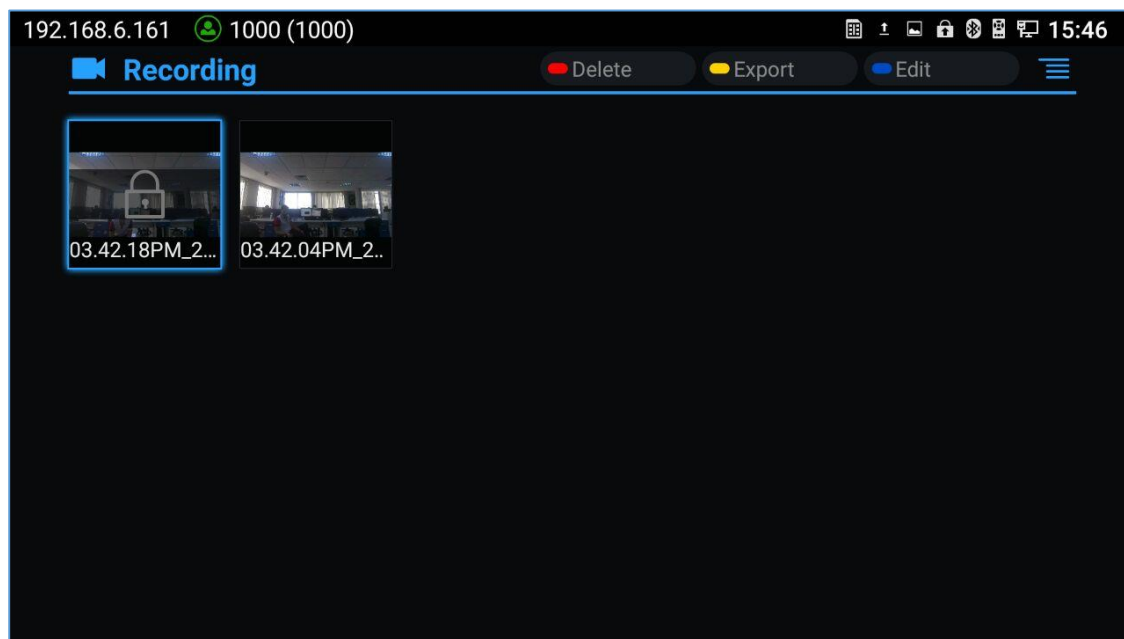 192.168.6.161 1000 (1000) 15:46
Recording Delete Export Edit
03.42.18PM_2... 03.42.04PM_2..